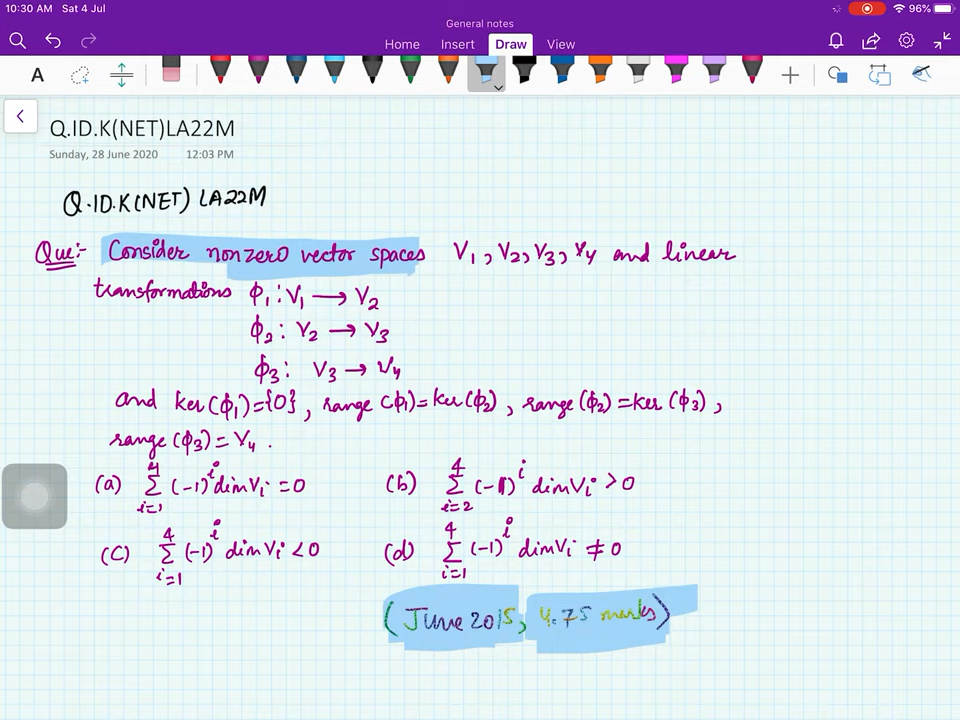 10:30 AM Sat 4 Jul
96%
General notes
Home Insert Draw View
A
Q.ID.K(NET)LA22M
Sunday, 28 June 2020 12:03 PM
Q.ID.K(NET) LA22M
Que:- Consider nonzero vector spaces V₁, V₂, V₃, V₄ and linear
transformations ϕ₁: V₁ → V₂
ϕ₂: V₂ → V₃
ϕ₃: V₃ → V₄
and ker(ϕ₁)={0}, range (ϕ₁)=ker(ϕ₂), range(ϕ₂)=ker(ϕ₃),
range(ϕ₃)=V₄.
(a) ∑_{i=1}^{4} (-1)^i dim Vᵢ =0 (b) ∑_{i=2}^{4} (-1)^i dim Vᵢ >0
(c) ∑_{i=1}^{4} (-1)^i dim Vᵢ <0 (d) ∑_{i=1}^{4} (-1)^i dim Vᵢ ≠ 0
(June 2015, 4.75 marks)